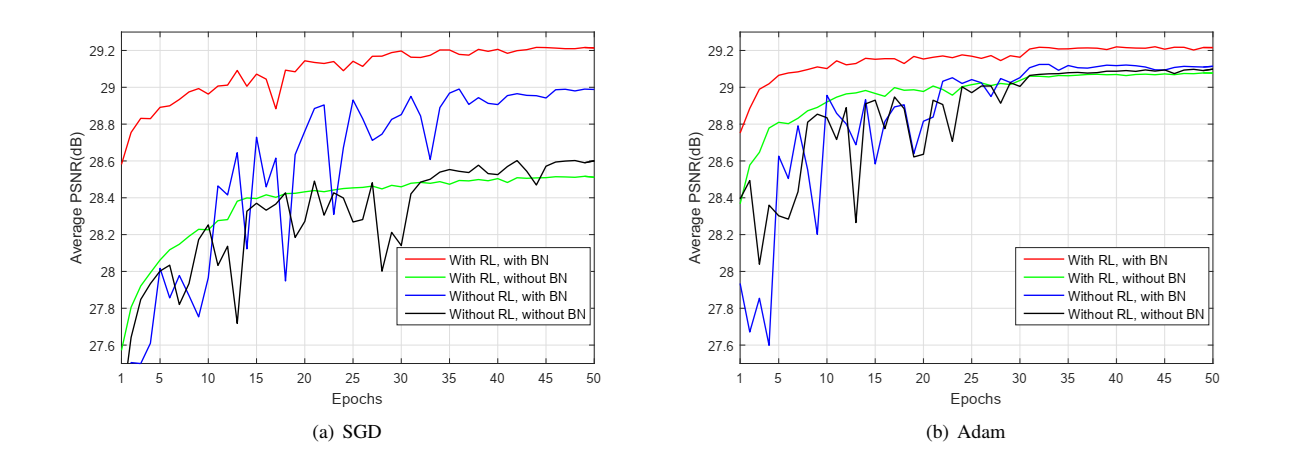 29.2
29
28.8
28.6
28.4
28.2
28
27.8
27.6
Average PSNR(dB)
With RL, with BN
With RL, without BN
Without RL, with BN
Without RL, without BN
1 5 10 15 20 25 30 35 40 45 50
Epochs
(a) SGD
29.2
29
28.8
28.6
28.4
28.2
28
27.8
27.6
Average PSNR(dB)
With RL, with BN
With RL, without BN
Without RL, with BN
Without RL, without BN
1 5 10 15 20 25 30 35 40 45 50
Epochs
(b) Adam